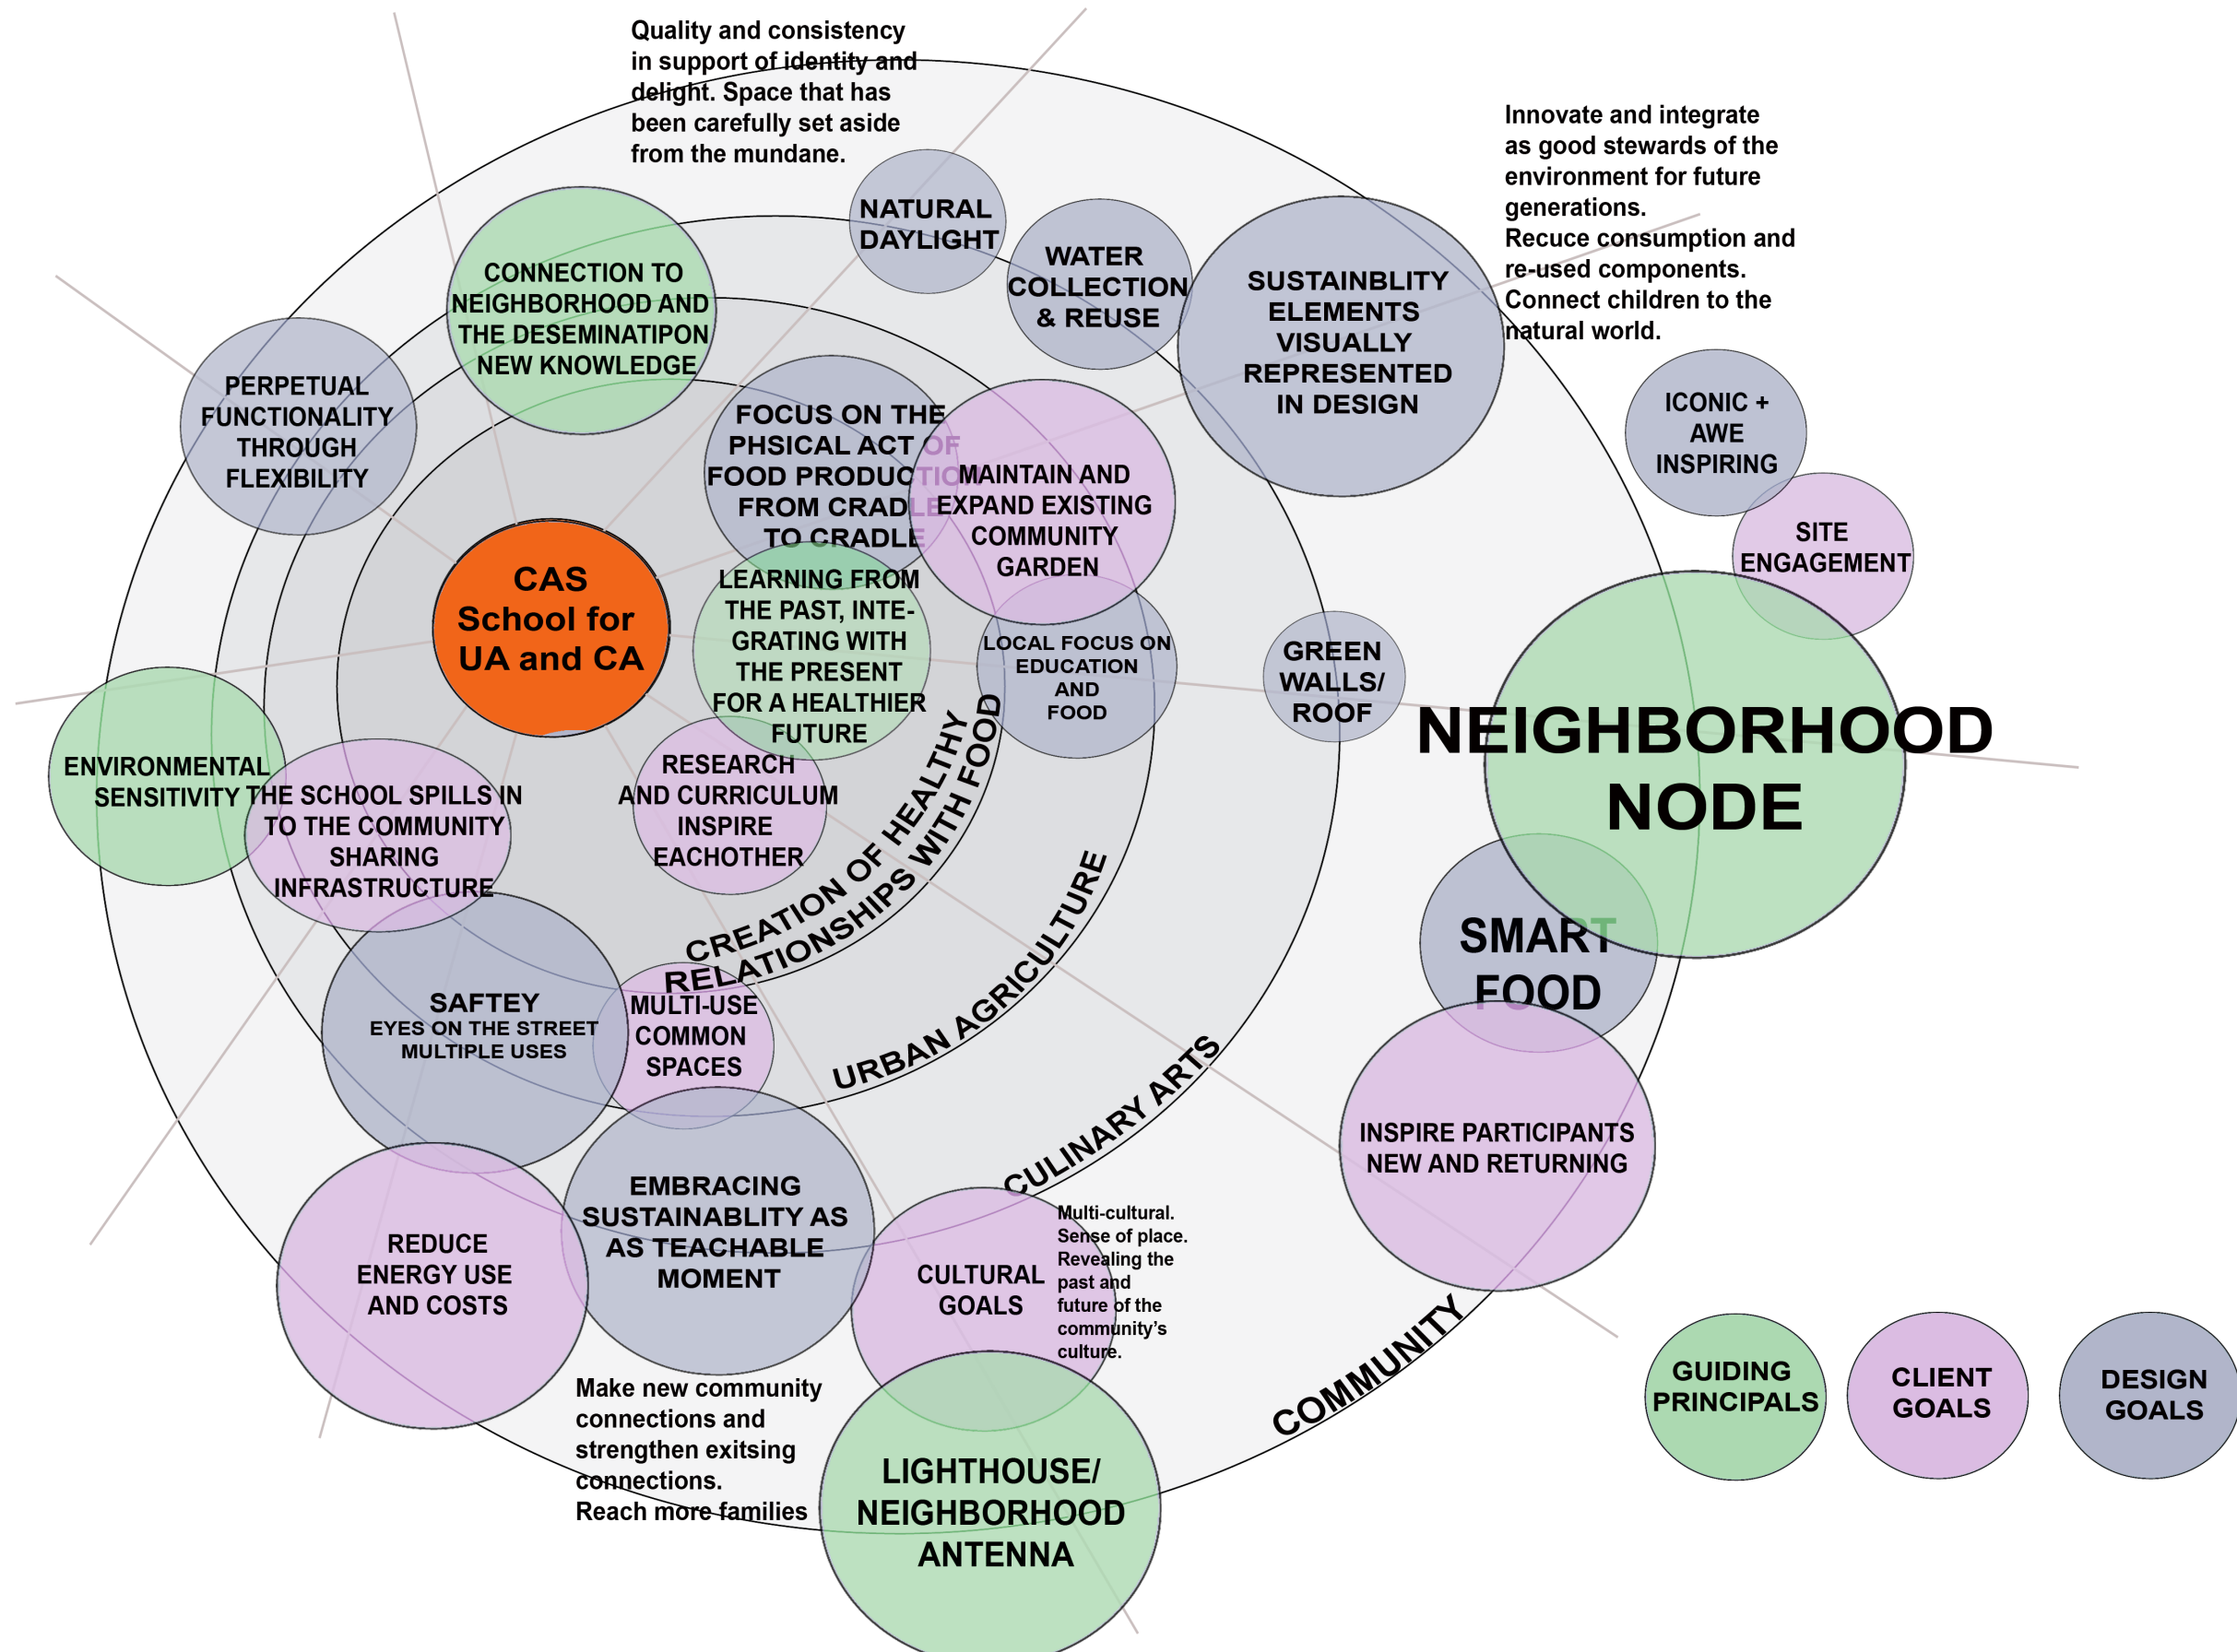 Quality and consistency
in support of identity and
delight. Space that has
been carefully set aside
from the mundane.
Innovate and integrate
as good stewards of the
environment for future
generations.
Recuce consumption and
re-used components.
Connect children to the
natural world.
NATURAL
DAYLIGHT
WATER
COLLECTION
& REUSE
SUSTAINBLITY
ELEMENTS
VISUALLY
REPRESENTED
IN DESIGN
CONNECTION TO
NEIGHBORHOOD AND
THE DESEMINATIPON
NEW KNOWLEDGE
PERPETUAL
FUNCTIONALITY
THROUGH
FLEXIBILITY
FOCUS ON THE
PHSICAL ACT OF
FOOD PRODUCTION
FROM CRADLE
TO CRADLE
MAINTAIN AND
EXPAND EXISTING
COMMUNITY
GARDEN
ICONIC +
AWE
INSPIRING
SITE
ENGAGEMENT
CAS
School for
UA and CA
LEARNING FROM
THE PAST, INTE-
GRATING WITH
THE PRESENT
FOR A HEALTHIER
FUTURE
LOCAL FOCUS ON
EDUCATION
AND
FOOD
GREEN
WALLS/
ROOF
NEIGHBORHOOD
NODE
ENVIRONMENTAL
SENSITIVITY
THE SCHOOL SPILLS IN
TO THE COMMUNITY
SHARING
INFRASTRUCTURE
RESEARCH
AND CURRICULUM
INSPIRE
EACHOTHER
CREATION OF HEALTHY
RELATIONSHIPS WITH FOOD
URBAN AGRICULTURE
CULINARY ARTS
COMMUNITY
SMART
FOOD
SAFTEY
EYES ON THE STREET
MULTIPLE USES
MULTI-USE
COMMON
SPACES
INSPIRE PARTICIPANTS
NEW AND RETURNING
REDUCE
ENERGY USE
AND COSTS
EMBRACING
SUSTAINABLITY AS
AS TEACHABLE
MOMENT
CULTURAL
GOALS
Multi-cultural.
Sense of place.
Revealing the
past and
future of the
community's
culture.
Make new community
connections and
strengthen exitsing
connections.
Reach more families
LIGHTHOUSE/
NEIGHBORHOOD
ANTENNA
GUIDING
PRINCIPALS
CLIENT
GOALS
DESIGN
GOALS